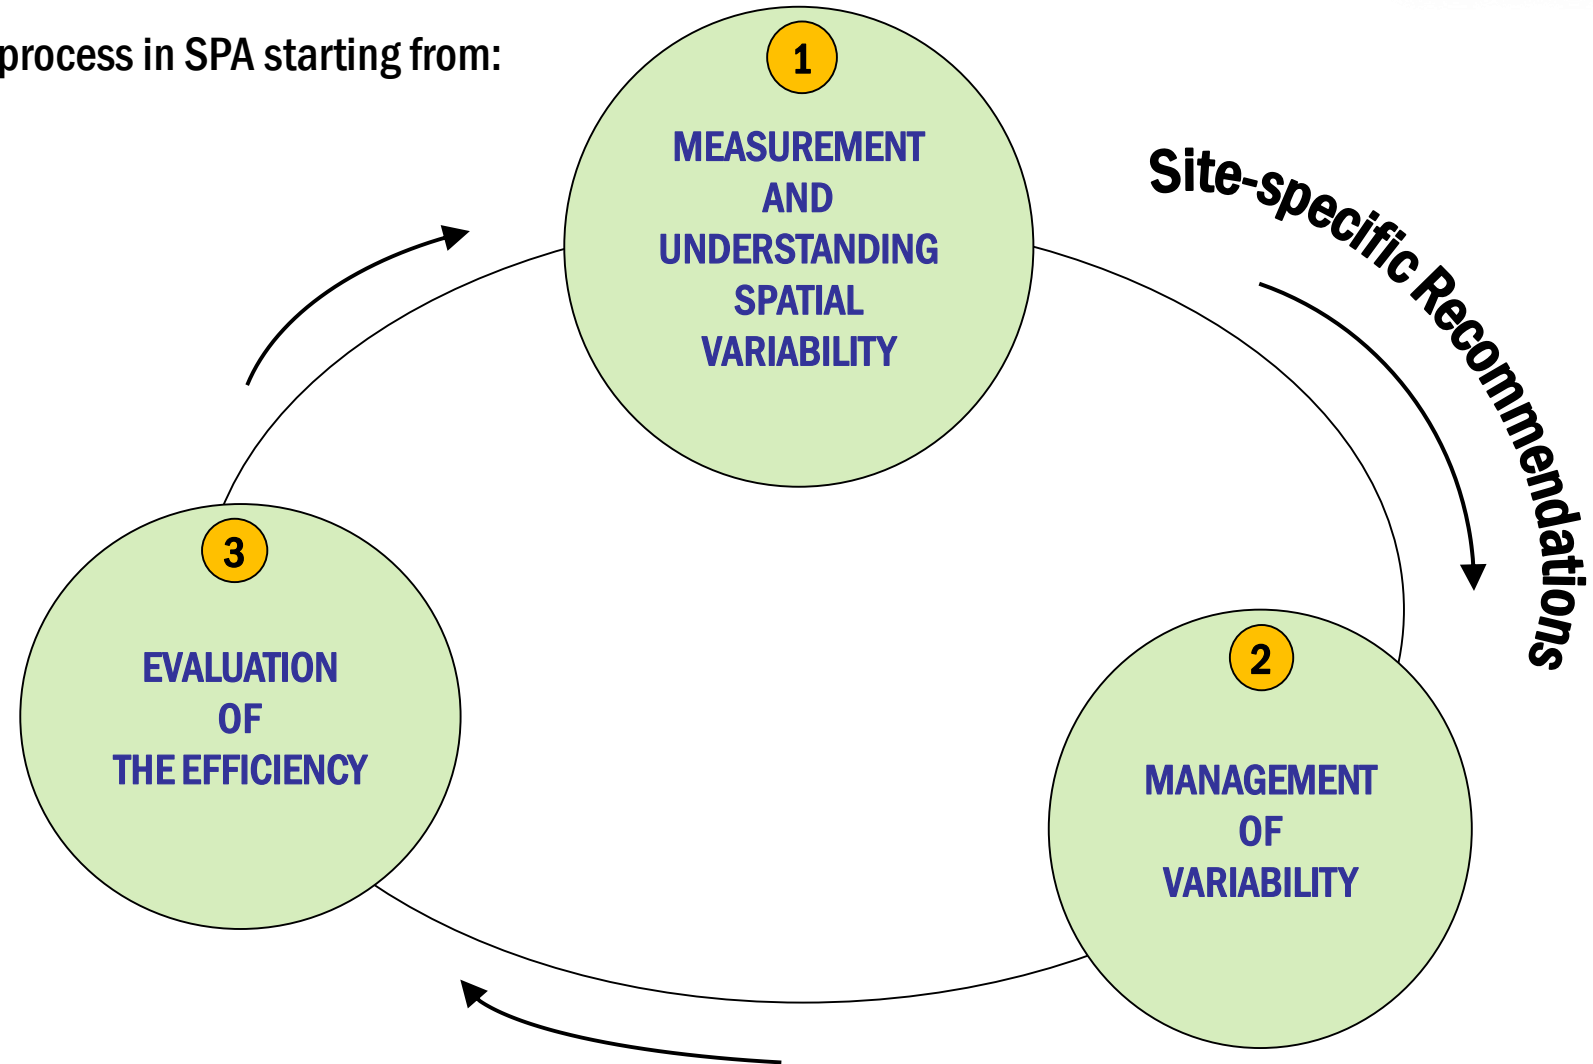 process in SPA starting from:
1
MEASUREMENT
AND
UNDERSTANDING
SPATIAL
VARIABILITY
Site-specific Recommendations
2
MANAGEMENT
OF
VARIABILITY
3
EVALUATION
OF
THE EFFICIENCY